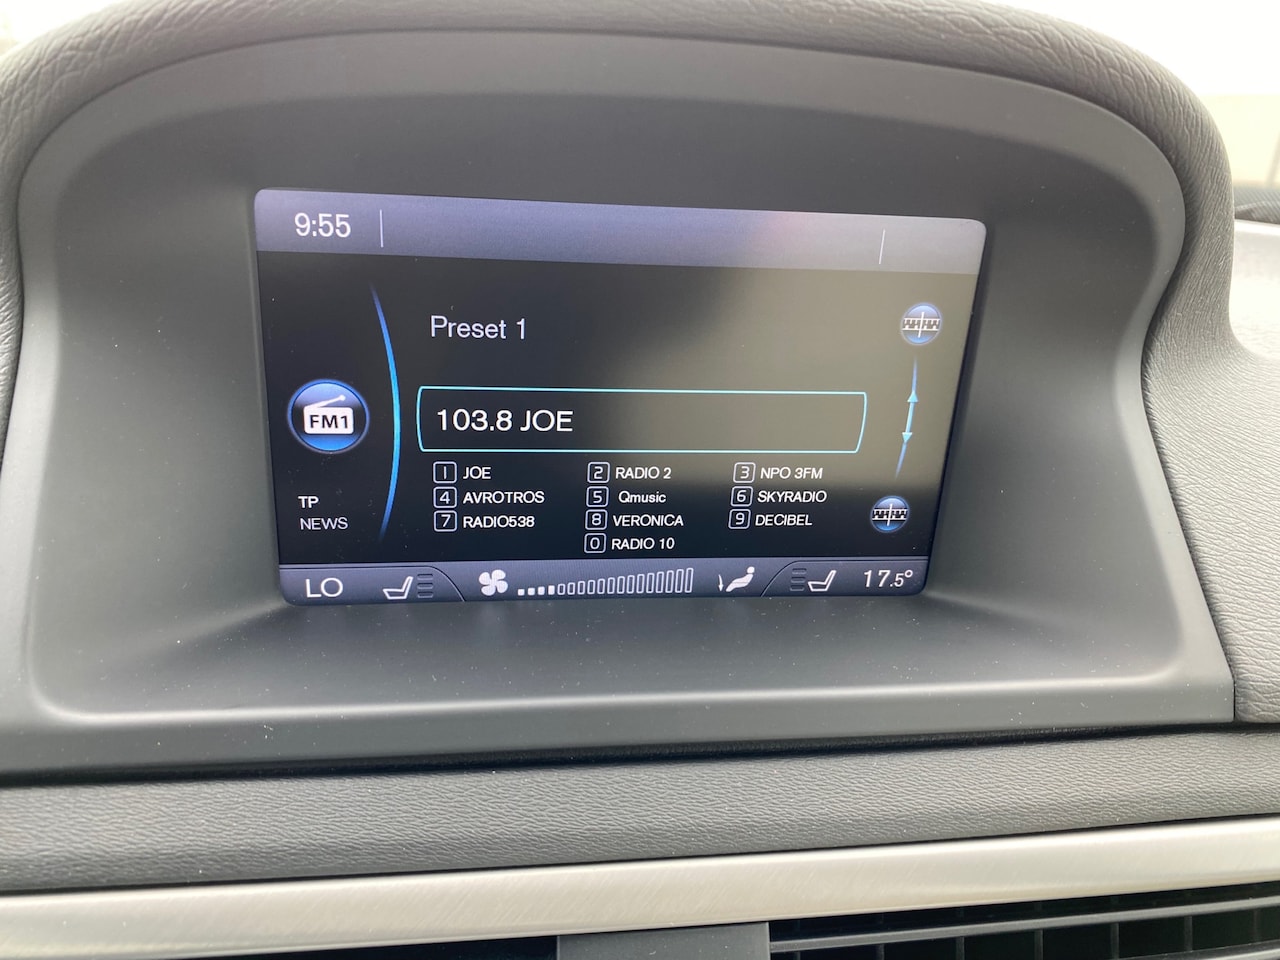 9:55
Preset 1
FM1
103.8 JOE
1 JOE 2 RADIO 2 3 NPO 3FM
4 AVROTROS 5 Qmusic 6 SKYRADIO
7 RADIO538 8 VERONICA 9 DECIBEL
0 RADIO 10
TP
NEWS
LO 17.5°